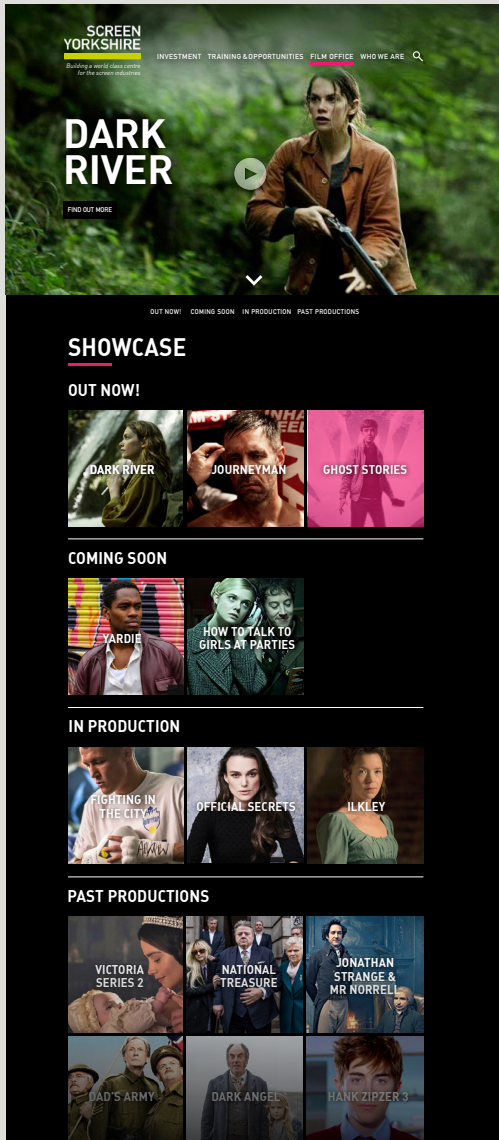 SCREEN
YORKSHIRE
Building a world class centre
for the screen industries
INVESTMENT TRAINING & OPPORTUNITIES FILM OFFICE WHO WE ARE
DARK
RIVER
FIND OUT MORE
OUT NOW! COMING SOON IN PRODUCTION PAST PRODUCTIONS
SHOWCASE
OUT NOW!
DARK RIVER
JOURNEYMAN
GHOST STORIES
COMING SOON
YARDIE
HOW TO TALK TO
GIRLS AT PARTIES
IN PRODUCTION
FIGHTING IN
THE CITY
OFFICIAL SECRETS
ILKLEY
PAST PRODUCTIONS
VICTORIA
SERIES 2
NATIONAL
TREASURE
JONATHAN
STRANGE &
MR NORRELL
DAD'S ARMY
DARK ANGEL
HANK ZIPZER 3